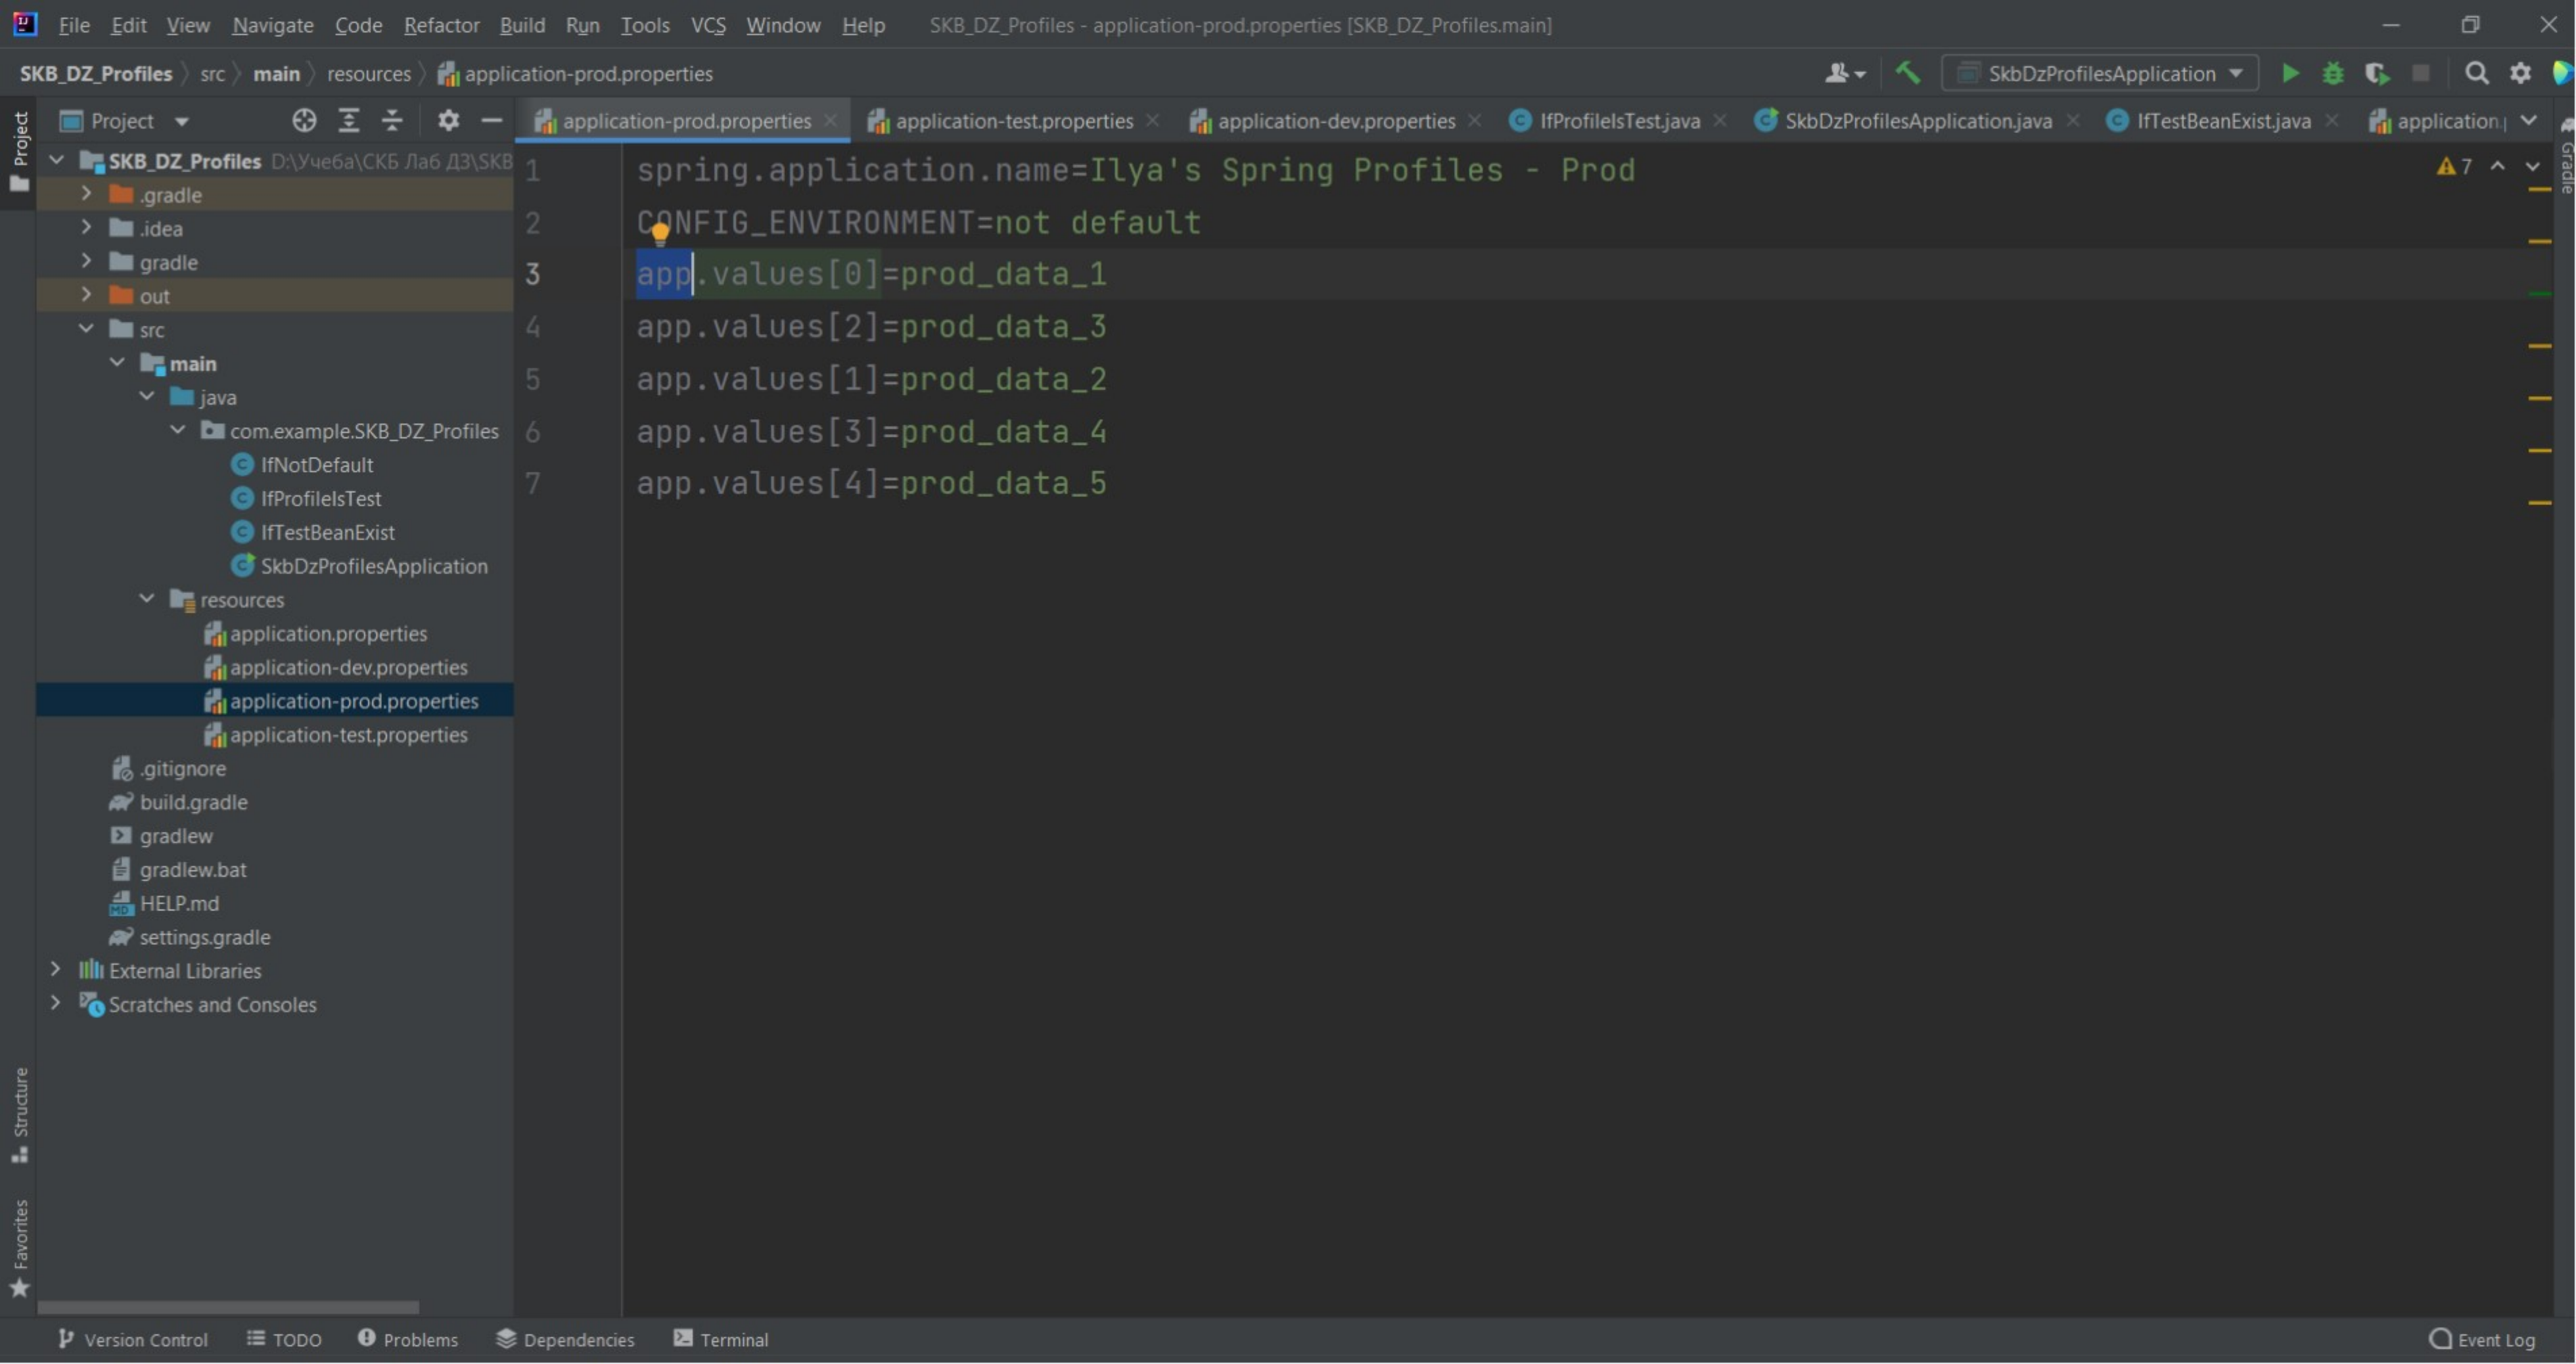 File Edit View Navigate Code Refactor Build Run Tools VCS Window Help SKB_DZ_Profiles - application-prod.properties [SKB_DZ_Profiles.main]
SKB_DZ_Profiles src main resources application-prod.properties SkbDzProfilesApplication
Project
Project
application-prod.properties application-test.properties application-dev.properties IfProfileIsTest.java SkbDzProfilesApplication.java IfTestBeanExist.java application.
Gradle
SKB_DZ_Profiles D:\Учеба\СКБ Лаб ДЗ\SKB
.gradle
.idea
gradle
out
src
main
java
com.example.SKB_DZ_Profiles
IfNotDefault
IfProfileIsTest
IfTestBeanExist
SkbDzProfilesApplication
resources
application.properties
application-dev.properties
application-prod.properties
application-test.properties
.gitignore
build.gradle
gradlew
gradlew.bat
HELP.md
settings.gradle
External Libraries
Scratches and Consoles
1 spring.application.name=Ilya's Spring Profiles - Prod
2 CONFIG_ENVIRONMENT=not default
3 app.values[0]=prod_data_1
4 app.values[2]=prod_data_3
5 app.values[1]=prod_data_2
6 app.values[3]=prod_data_4
7 app.values[4]=prod_data_5
7
Structure
Favorites
Version Control TODO Problems Dependencies Terminal Event Log